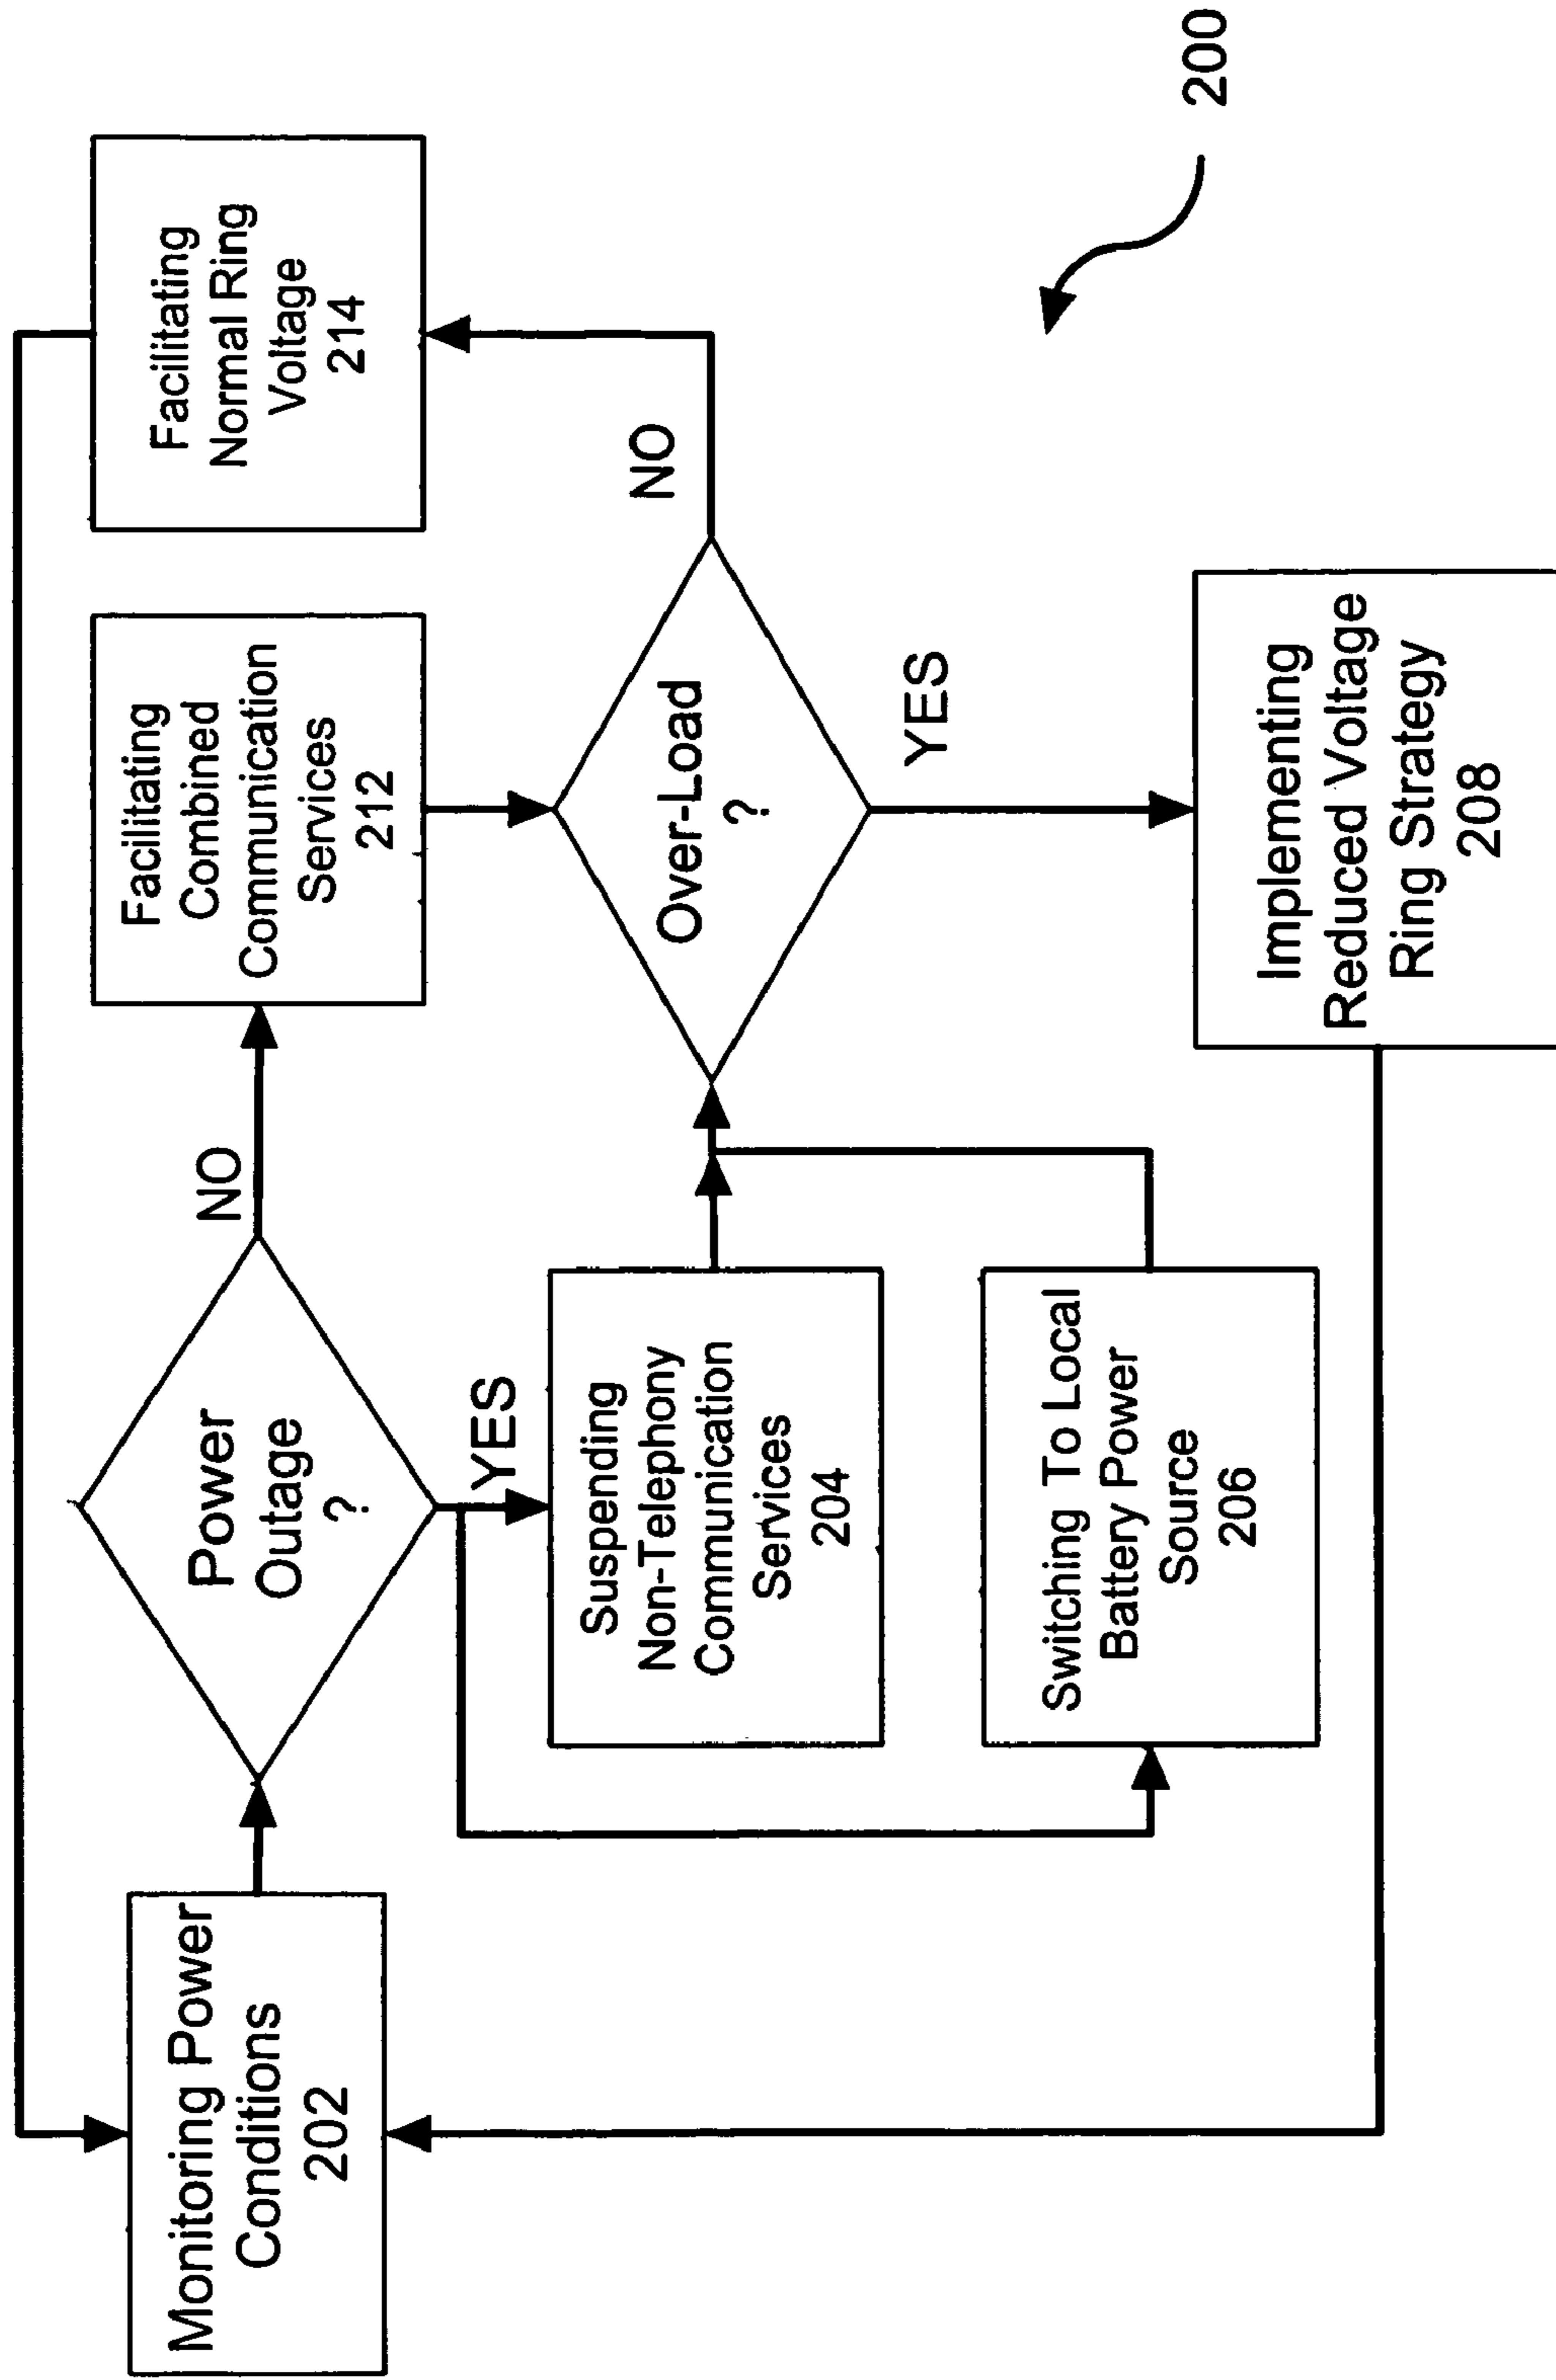 Monitoring Power
Conditions
202
Power
Outage
?
NO
YES
Facilitating
Combined
Communication
Services
212
Facilitating
Normal Ring
Voltage
214
Suspending
Non-Telephony
Communication
Services
204
Switching To Local
Battery Power
Source
206
Over-Load
?
NO
YES
Implementing
Reduced Voltage
Ring Strategy
208
200